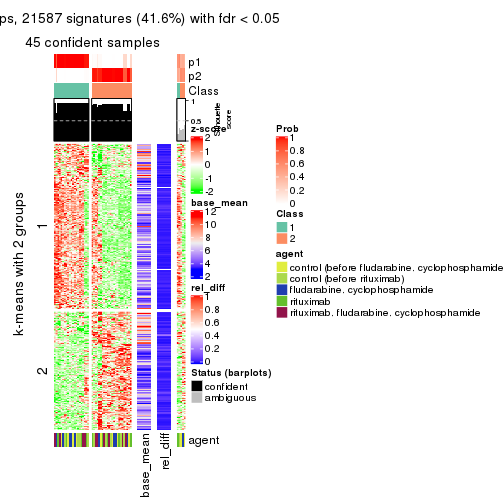 ps, 21587 signatures (41.6%) with fdr < 0.05
45 confident samples
p1
p2
Class
1
0.5
0
Silhouette
score
z-score
2
1
0
-1
-2
base_mean
12
10
8
6
4
2
rel_diff
1
0.8
0.6
0.4
0.2
0
Status (barplots)
confident
ambiguous
Prob
1
0.8
0.6
0.4
0.2
0
Class
1
2
agent
control (before fludarabine. cyclophosphamide
control (before rituximab)
fludarabine. cyclophosphamide
rituximab
rituximab. fludarabine. cyclophosphamide
k-means with 2 groups
1
2
agent
base_mean
rel_diff